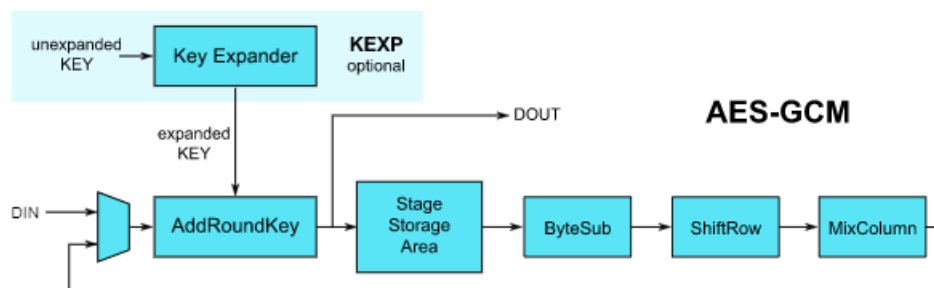 unexpanded
KEY
Key Expander
KEXP
optional
expanded
KEY
DOUT
AES-GCM
DIN
AddRoundKey
Stage
Storage
Area
ByteSub
ShiftRow
MixColumn